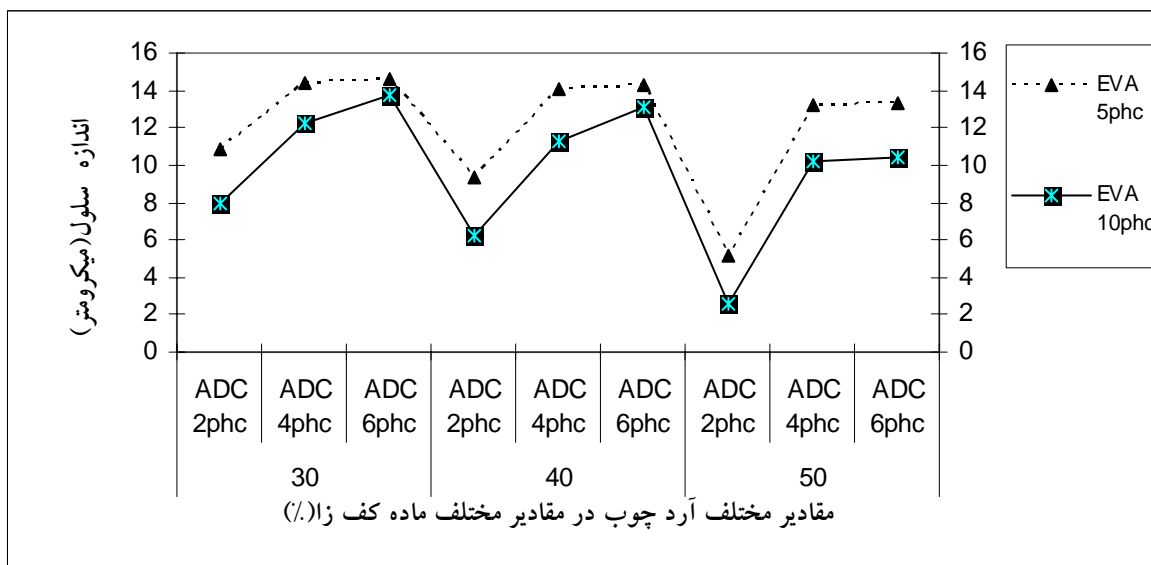 اندازه سلول(میکرومتر)
16 16
14 14
12 12
10 10
8 8
6 6
4 4
2 2
0 0
ADC ADC ADC ADC ADC ADC ADC ADC ADC
2phc 4phc 6phc 2phc 4phc 6phc 2phc 4phc 6phc
30 40 50
مقادیر مختلف آرد چوب در مقادیر مختلف ماده کف زا(٪)
EVA
5phc
EVA
10phc